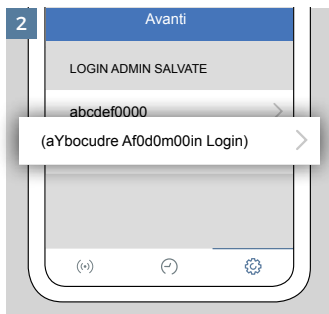 2
Avanti
LOGIN ADMIN SALVATE
abcdef0000
(aYbocudre Af0d0m00in Login)